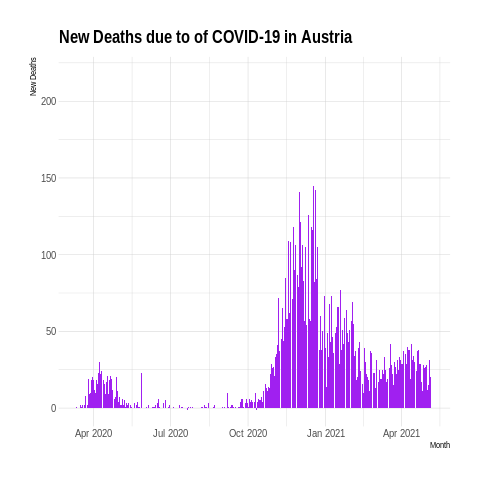 New Deaths due to of COVID-19 in Austria
New Deaths
200
150
100
50
0
Apr 2020 Jul 2020 Oct 2020 Jan 2021 Apr 2021
Month